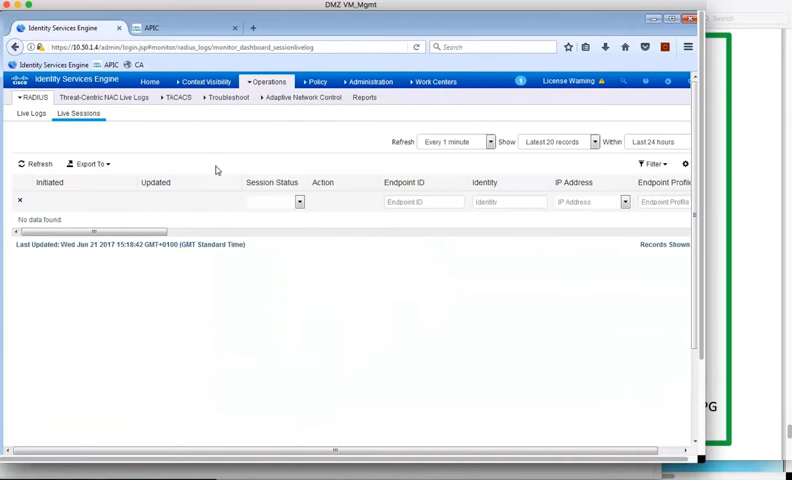 DMZ VM_Mgmt
Identity Services Engine × APIC × +
https://10.50.1.4/admin/login.jsp#monitor/radius_logs/monitor_dashboard_sessionlivelog Search
Search
Identity Services Engine APIC CA
CISCO Identity Services Engine Home Context Visibility Operations Policy Administration Work Centers 1 License Warning
RADIUS Threat-Centric NAC Live Logs TACACS Troubleshoot Adaptive Network Control Reports
Live Logs Live Sessions
Refresh Every 1 minute Show Latest 20 records Within Last 24 hours
Refresh Export To Filter
Initiated Updated Session Status Action Endpoint ID Identity IP Address Endpoint Profile
× Endpoint ID Identity IP Address Endpoint Profile
No data found.
Last Updated: Wed Jun 21 2017 15:18:42 GMT+0100 (GMT Standard Time) Records Shown
PG